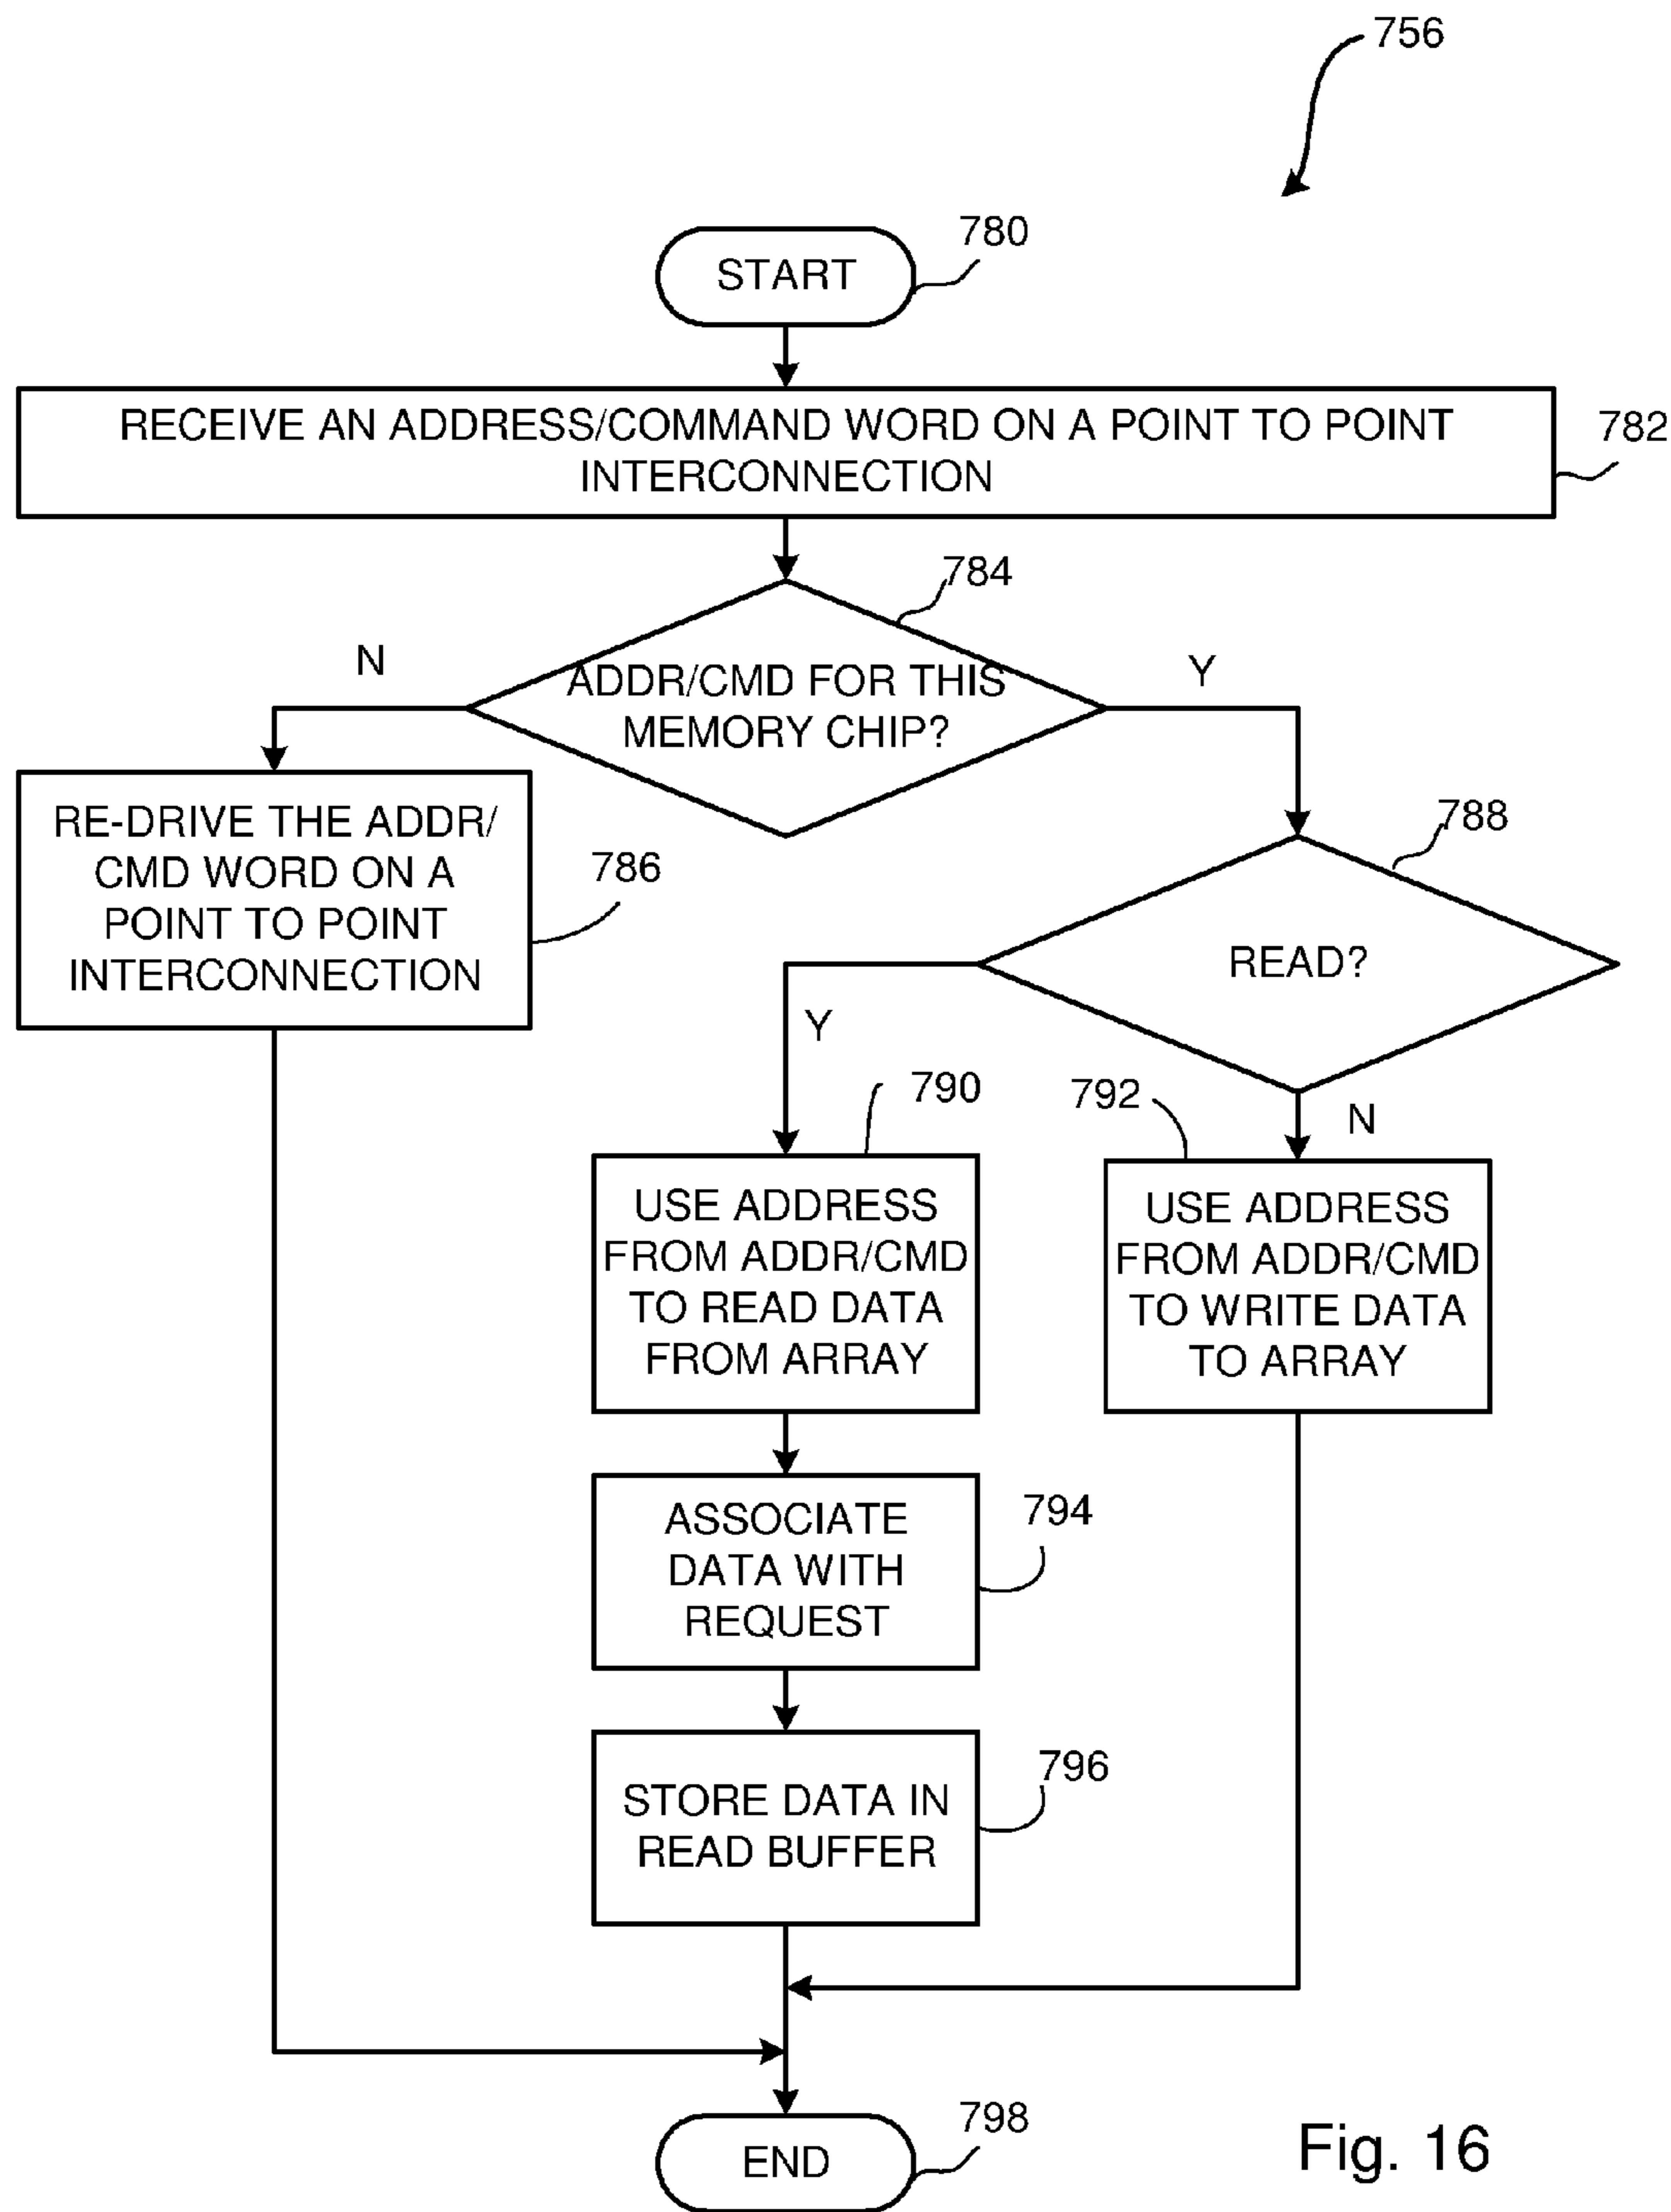 756
START
780
RECEIVE AN ADDRESS/COMMAND WORD ON A POINT TO POINT
INTERCONNECTION
782
784
N
ADDR/CMD FOR THIS
MEMORY CHIP?
Y
RE-DRIVE THE ADDR/
CMD WORD ON A
POINT TO POINT
INTERCONNECTION
786
788
READ?
Y
N
790
USE ADDRESS
FROM ADDR/CMD
TO READ DATA
FROM ARRAY
792
USE ADDRESS
FROM ADDR/CMD
TO WRITE DATA
TO ARRAY
ASSOCIATE
DATA WITH
REQUEST
794
STORE DATA IN
READ BUFFER
796
END
798
Fig. 16